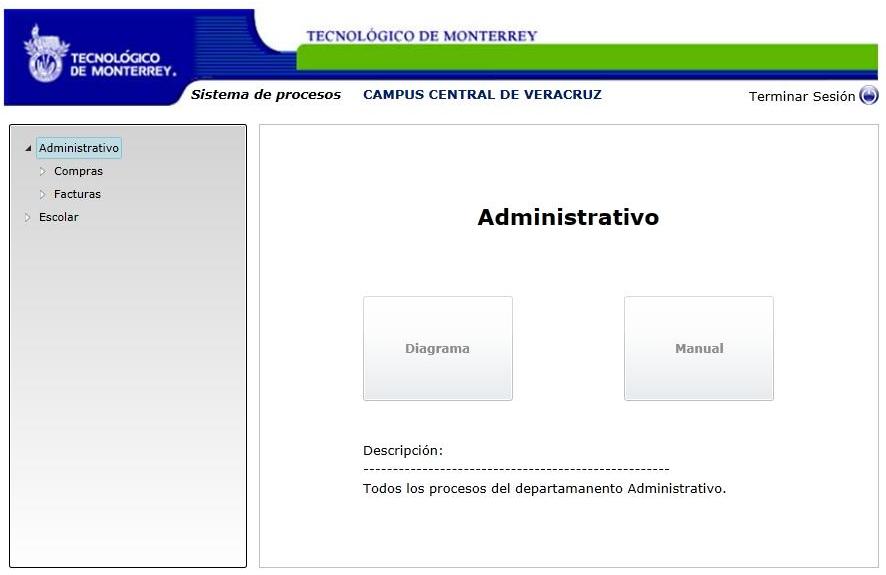 TECNOLÓGICO
DE MONTERREY.
TECNOLÓGICO DE MONTERREY
Sistema de procesos CAMPUS CENTRAL DE VERACRUZ Terminar Sesión
Administrativo
Compras
Facturas
Escolar
Administrativo
Diagrama Manual
Descripción:
----------------------------------------------------
Todos los procesos del departamanento Administrativo.